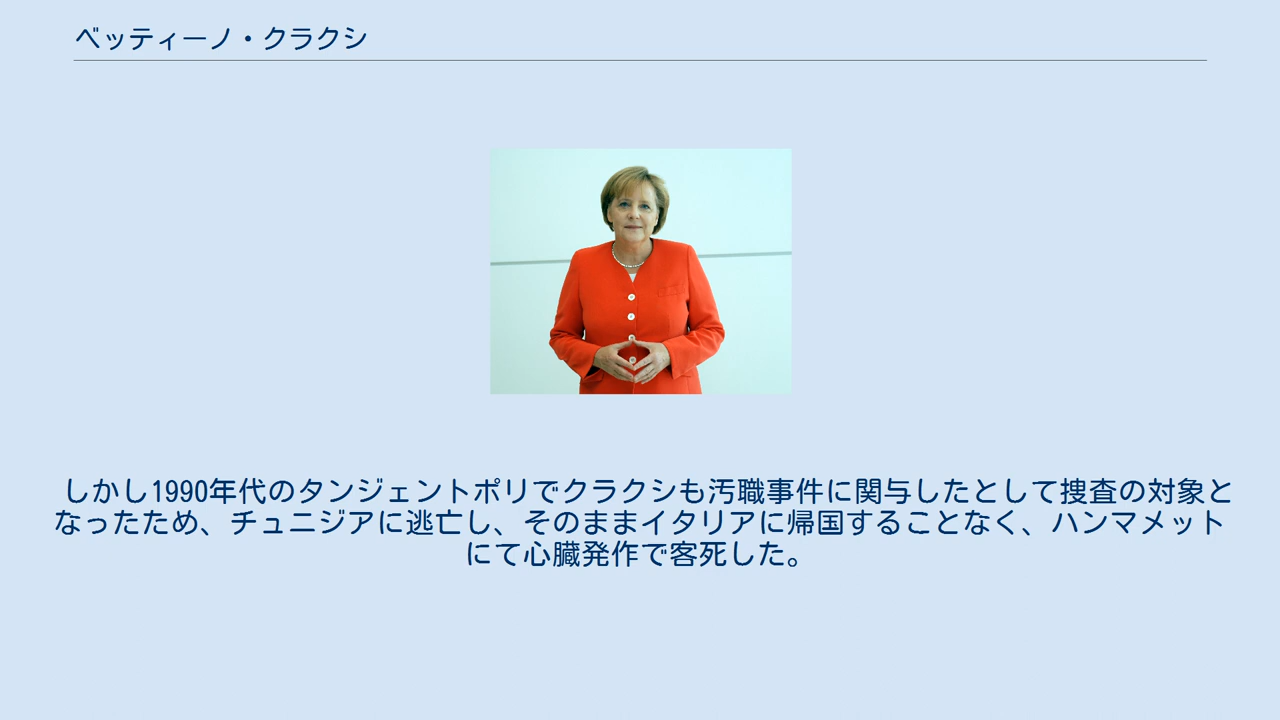 ベッティーノ・クラクシ
しかし1990年代のタンジェントポリでクラクシも汚職事件に関与したとして捜査の対象と
なったため、チュニジアに逃亡し、そのままイタリアに帰国することなく、ハンマメット
にて心臓発作で客死した。